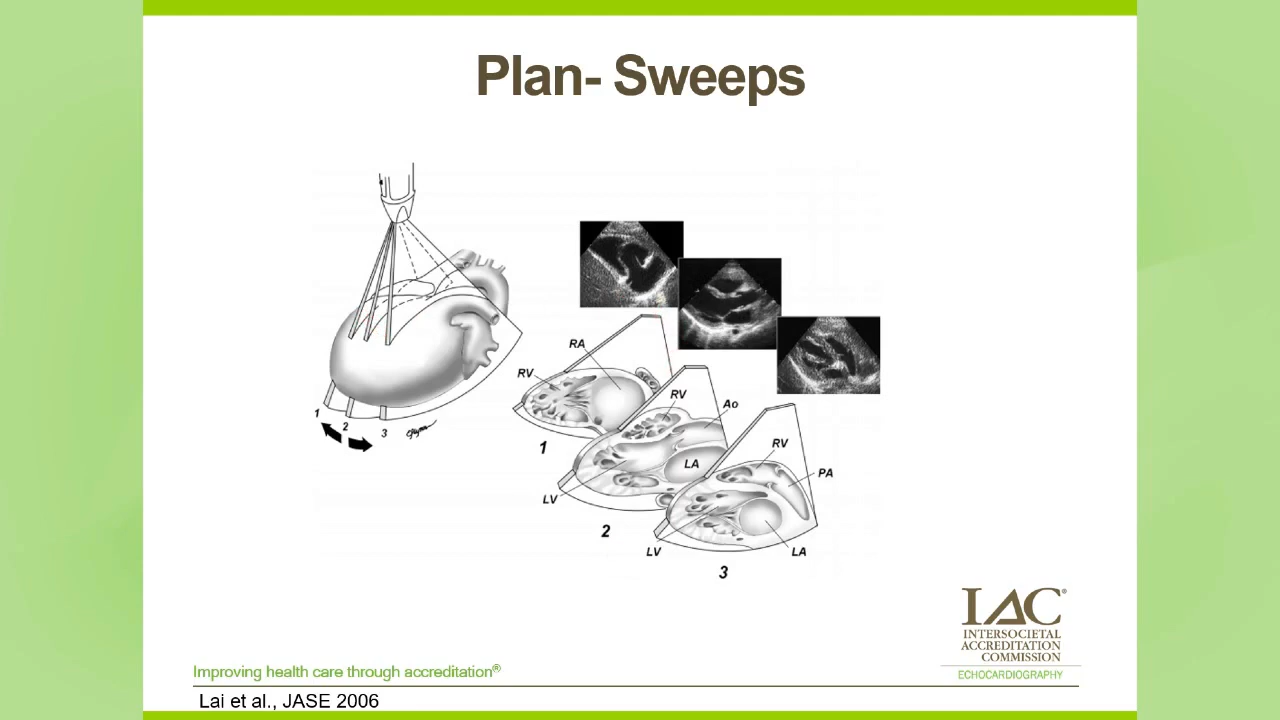 Plan- Sweeps
1
2
3
RA
RV
1
RV
Ao
LA
LV
2
RV
PA
LV
LA
3
IAC®
INTERSOCIETAL
ACCREDITATION
COMMISSION
ECHOCARDIOGRAPHY
Improving health care through accreditation®
Lai et al., JASE 2006